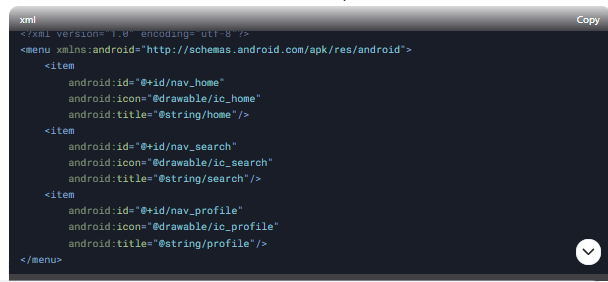 xml Copy
<?xml version="1.0" encoding="utf-8"?>
<menu xmlns:android="http://schemas.android.com/apk/res/android">
    <item
        android:id="@+id/nav_home"
        android:icon="@drawable/ic_home"
        android:title="@string/home"/>
    <item
        android:id="@+id/nav_search"
        android:icon="@drawable/ic_search"
        android:title="@string/search"/>
    <item
        android:id="@+id/nav_profile"
        android:icon="@drawable/ic_profile"
        android:title="@string/profile"/>
</menu>